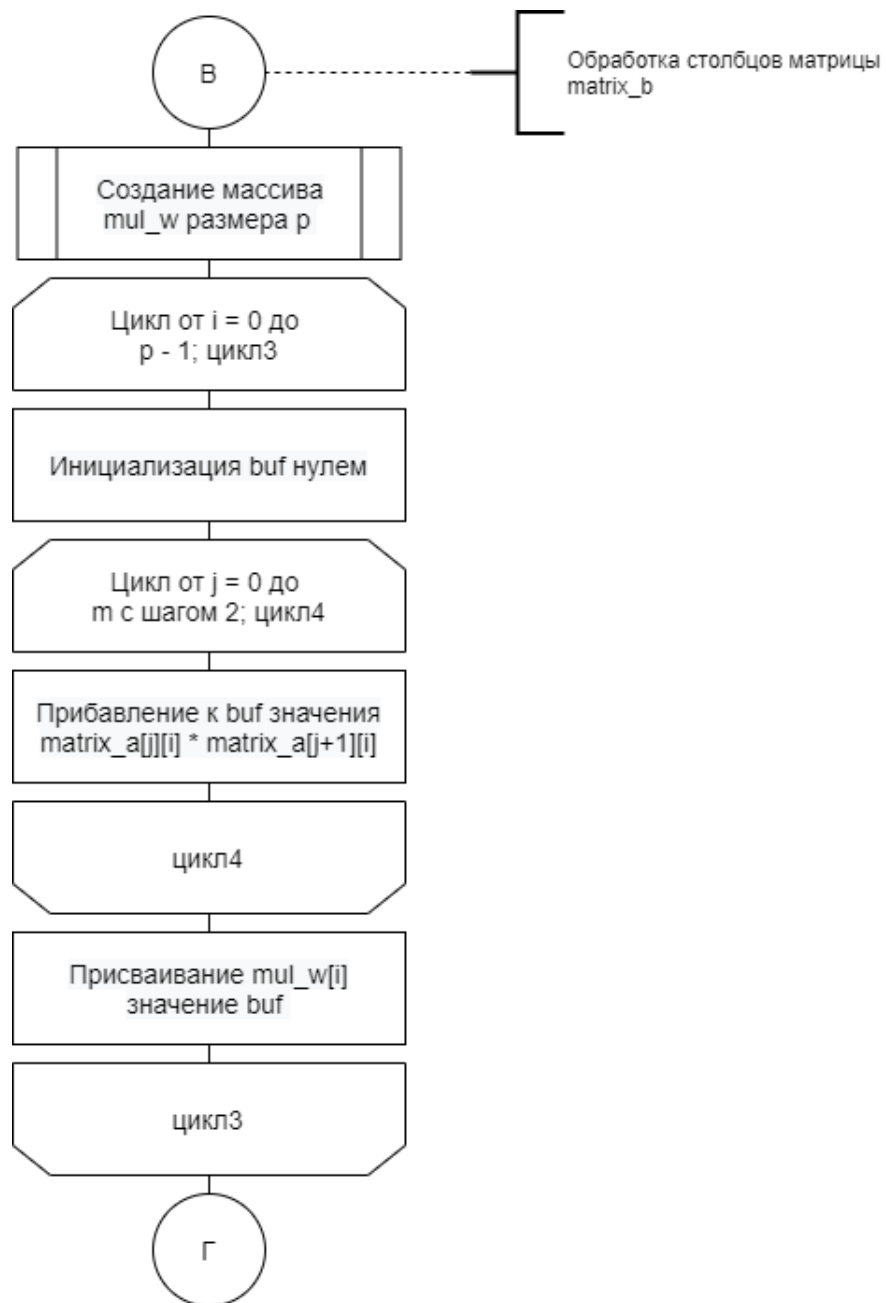 В
Обработка столбцов матрицы
matrix_b
Создание массива
mul_w размера p
Цикл от i = 0 до
p - 1; цикл3
Инициализация buf нулем
Цикл от j = 0 до
m с шагом 2; цикл4
Прибавление к buf значения
matrix_a[j][i] * matrix_a[j+1][i]
цикл4
Присваивание mul_w[i]
значение buf
цикл3
Г